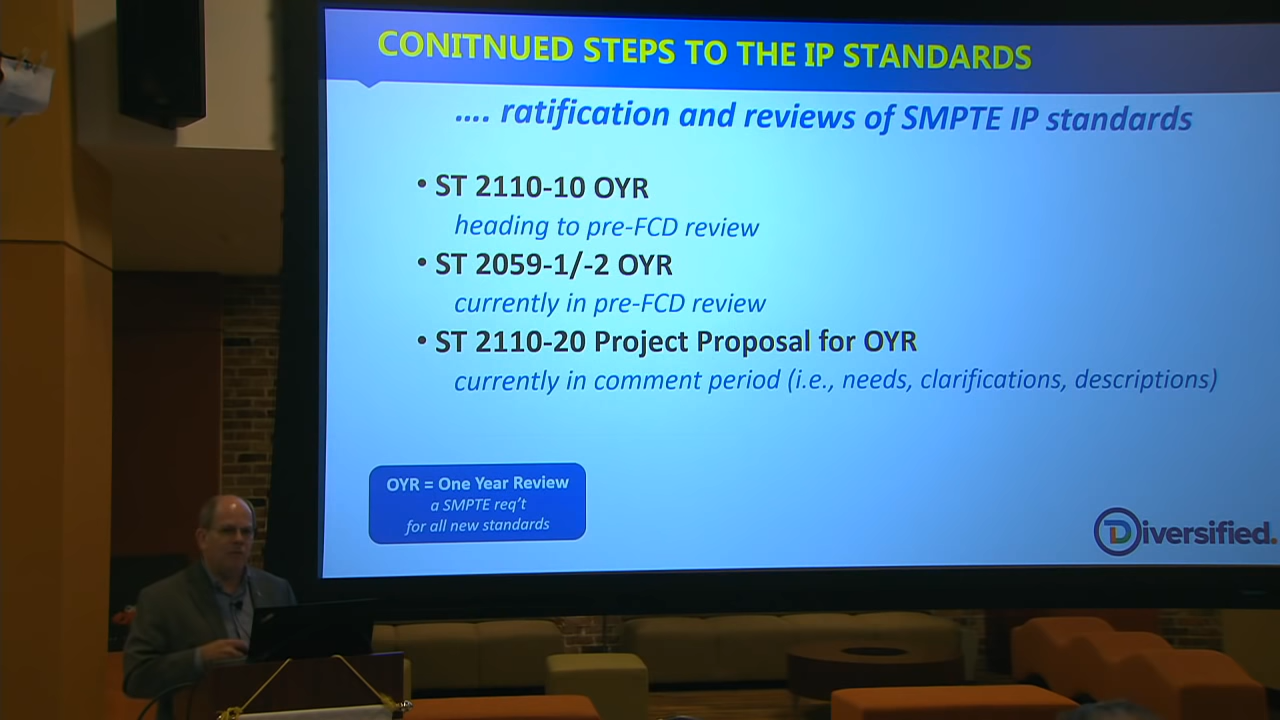 CONITNUED STEPS TO THE IP STANDARDS
.... ratification and reviews of SMPTE IP standards
• ST 2110-10 OYR
heading to pre-FCD review
• ST 2059-1/-2 OYR
currently in pre-FCD review
• ST 2110-20 Project Proposal for OYR
currently in comment period (i.e., needs, clarifications, descriptions)
OYR = One Year Review
a SMPTE req't
for all new standards
Diversified.